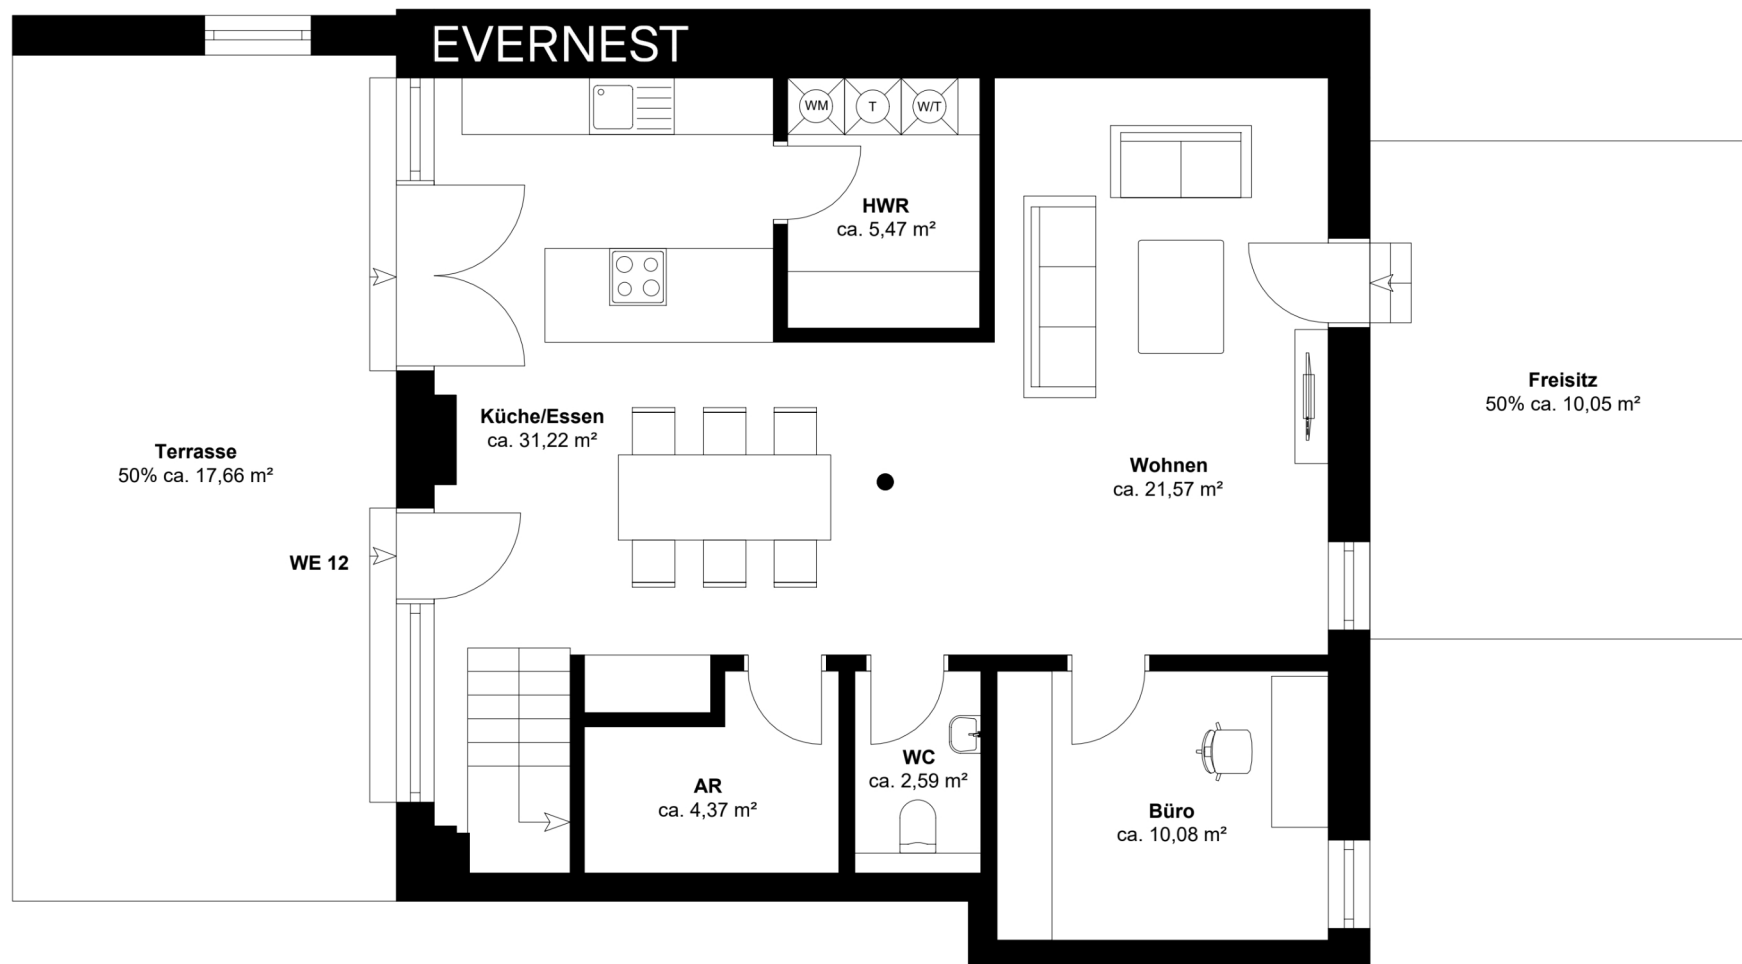 EVERNEST
WM
T
W/T
HWR
ca. 5,47 m²
Küche/Essen
ca. 31,22 m²
Terrasse
50% ca. 17,66 m²
WE 12
Wohnen
ca. 21,57 m²
Freisitz
50% ca. 10,05 m²
AR
ca. 4,37 m²
WC
ca. 2,59 m²
Büro
ca. 10,08 m²